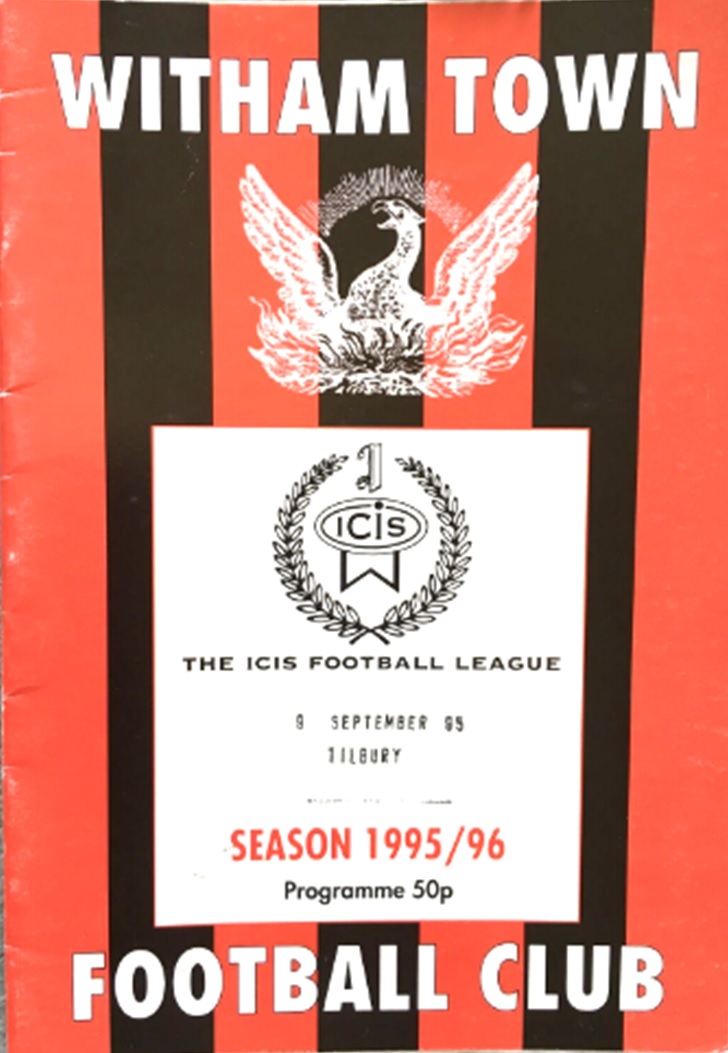 WITHAM TOWN
ICIS
THE ICIS FOOTBALL LEAGUE
9 SEPTEMBER 95
TILBURY
SEASON 1995/96
Programme 50p
FOOTBALL CLUB